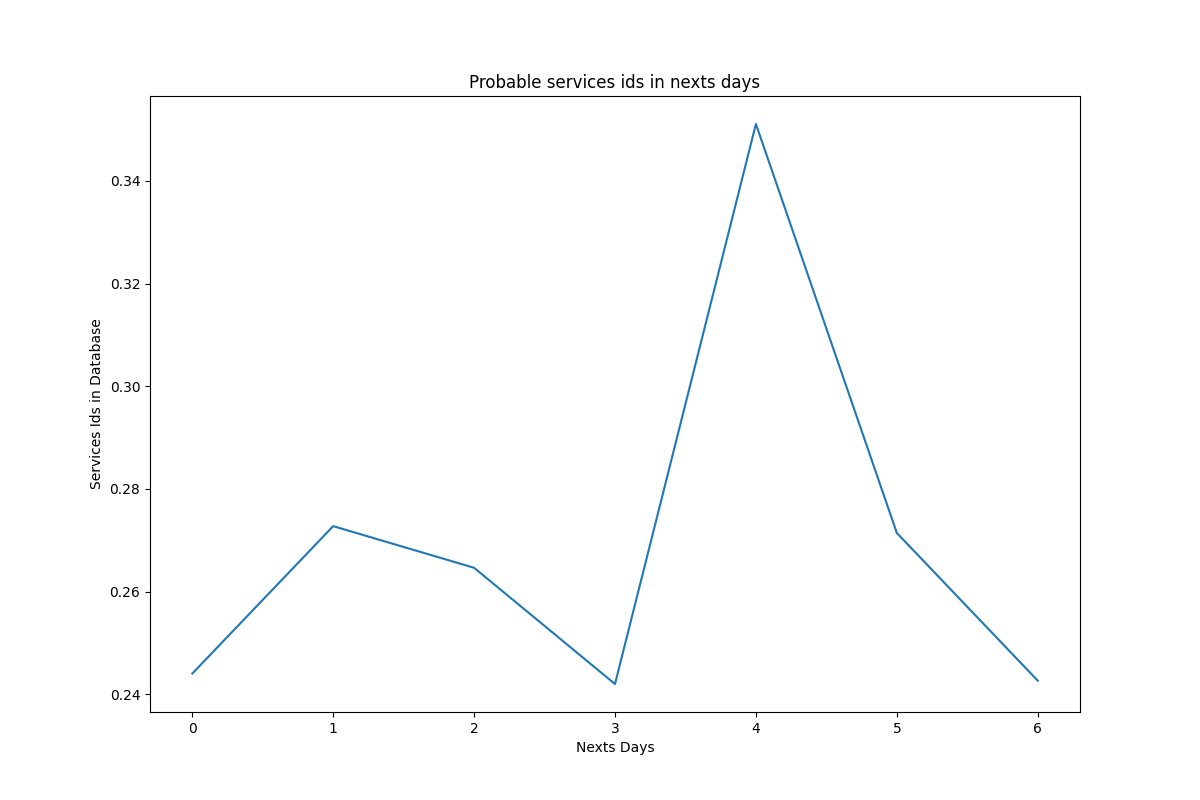 Probable services ids in nexts days
0.34
0.32
0.30
0.28
0.26
0.24
Services Ids in Database
0 1 2 3 4 5 6
Nexts Days